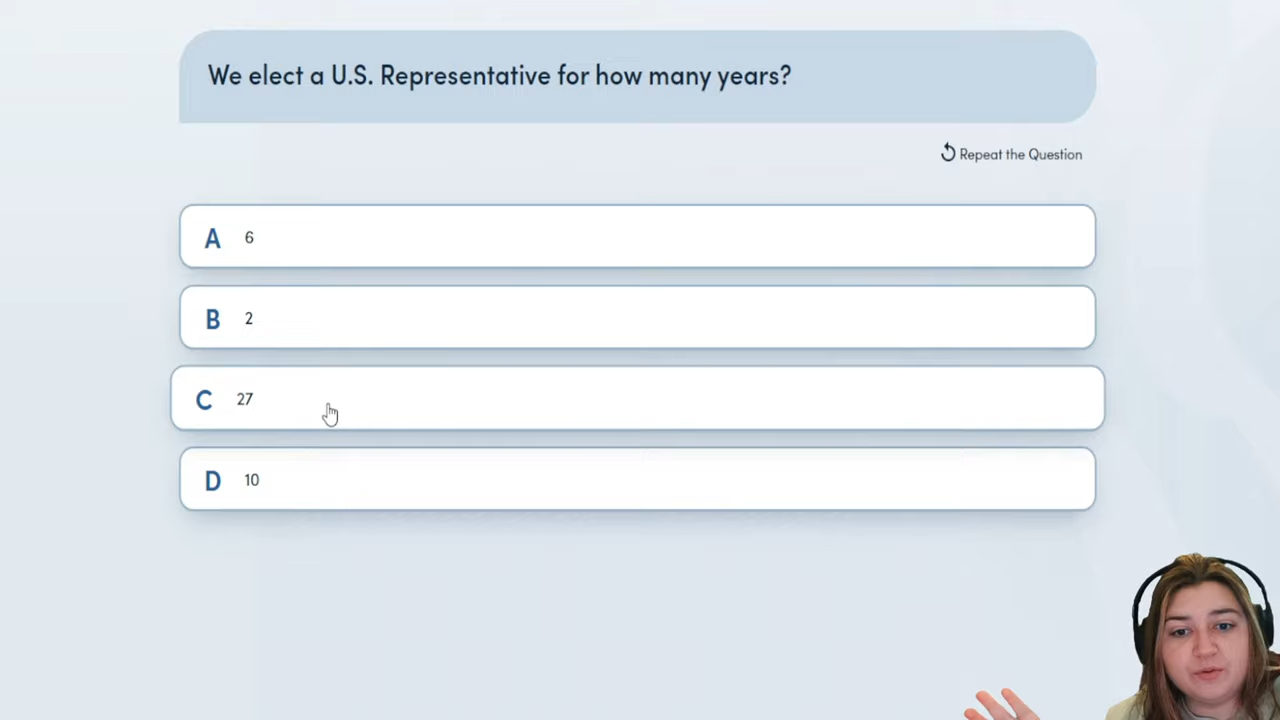 We elect a U.S. Representative for how many years?
Repeat the Question
A 6
B 2
C 27
D 10